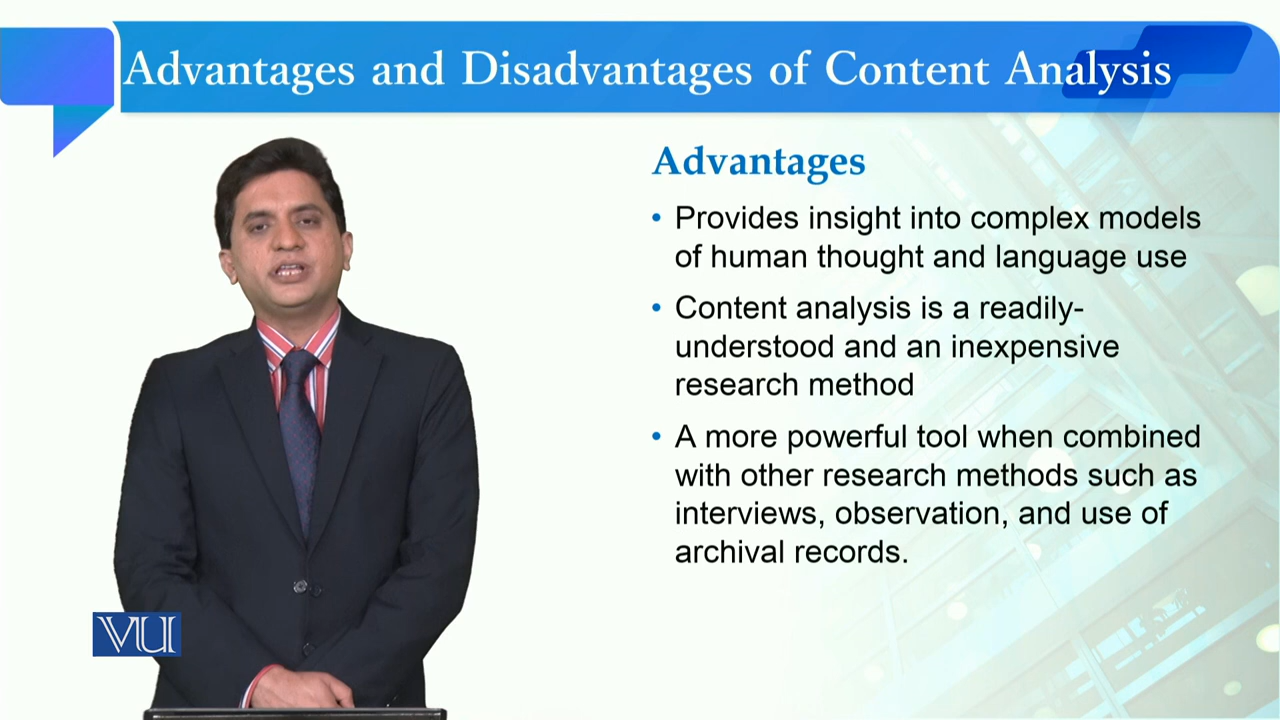 Advantages and Disadvantages of Content Analysis
Advantages
• Provides insight into complex models
of human thought and language use
• Content analysis is a readily-
understood and an inexpensive
research method
• A more powerful tool when combined
with other research methods such as
interviews, observation, and use of
archival records.
VU